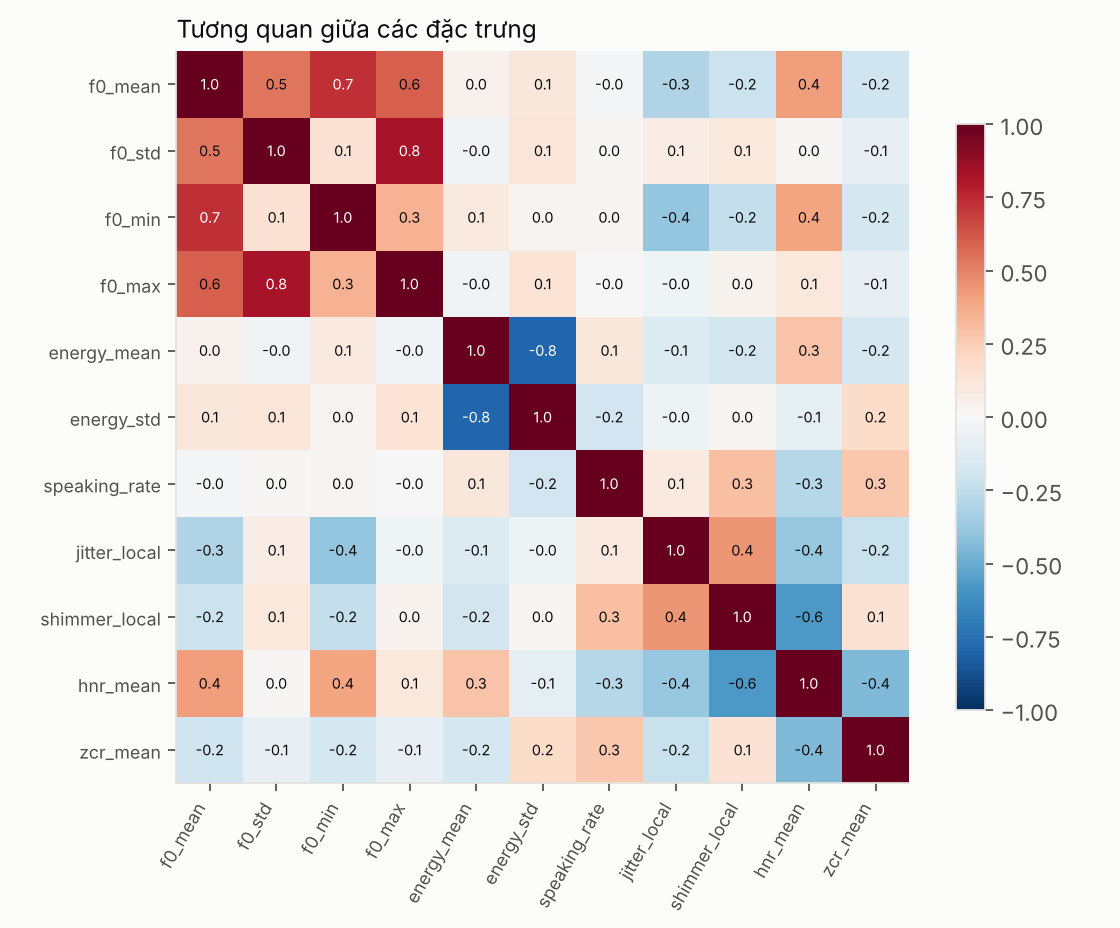 Tương quan giữa các đặc trưng
f0_mean 1.0 0.5 0.7 0.6 0.0 0.1 -0.0 -0.3 -0.2 0.4 -0.2
f0_std 0.5 1.0 0.1 0.8 -0.0 0.1 0.0 0.1 0.1 0.0 -0.1
f0_min 0.7 0.1 1.0 0.3 0.1 0.0 0.0 -0.4 -0.2 0.4 -0.2
f0_max 0.6 0.8 0.3 1.0 -0.0 0.1 -0.0 -0.0 0.0 0.1 -0.1
energy_mean 0.0 -0.0 0.1 -0.0 1.0 -0.8 0.1 -0.1 -0.2 0.3 -0.2
energy_std 0.1 0.1 0.0 0.1 -0.8 1.0 -0.2 -0.0 0.0 -0.1 0.2
speaking_rate -0.0 0.0 0.0 -0.0 0.1 -0.2 1.0 0.1 0.3 -0.3 0.3
jitter_local -0.3 0.1 -0.4 -0.0 -0.1 -0.0 0.1 1.0 0.4 -0.4 -0.2
shimmer_local -0.2 0.1 -0.2 0.0 -0.2 0.0 0.3 0.4 1.0 -0.6 0.1
hnr_mean 0.4 0.0 0.4 0.1 0.3 -0.1 -0.3 -0.4 -0.6 1.0 -0.4
zcr_mean -0.2 -0.1 -0.2 -0.1 -0.2 0.2 0.3 -0.2 0.1 -0.4 1.0
f0_mean f0_std f0_min f0_max energy_mean energy_std speaking_rate jitter_local shimmer_local hnr_mean zcr_mean
1.00
0.75
0.50
0.25
0.00
−0.25
−0.50
−0.75
−1.00